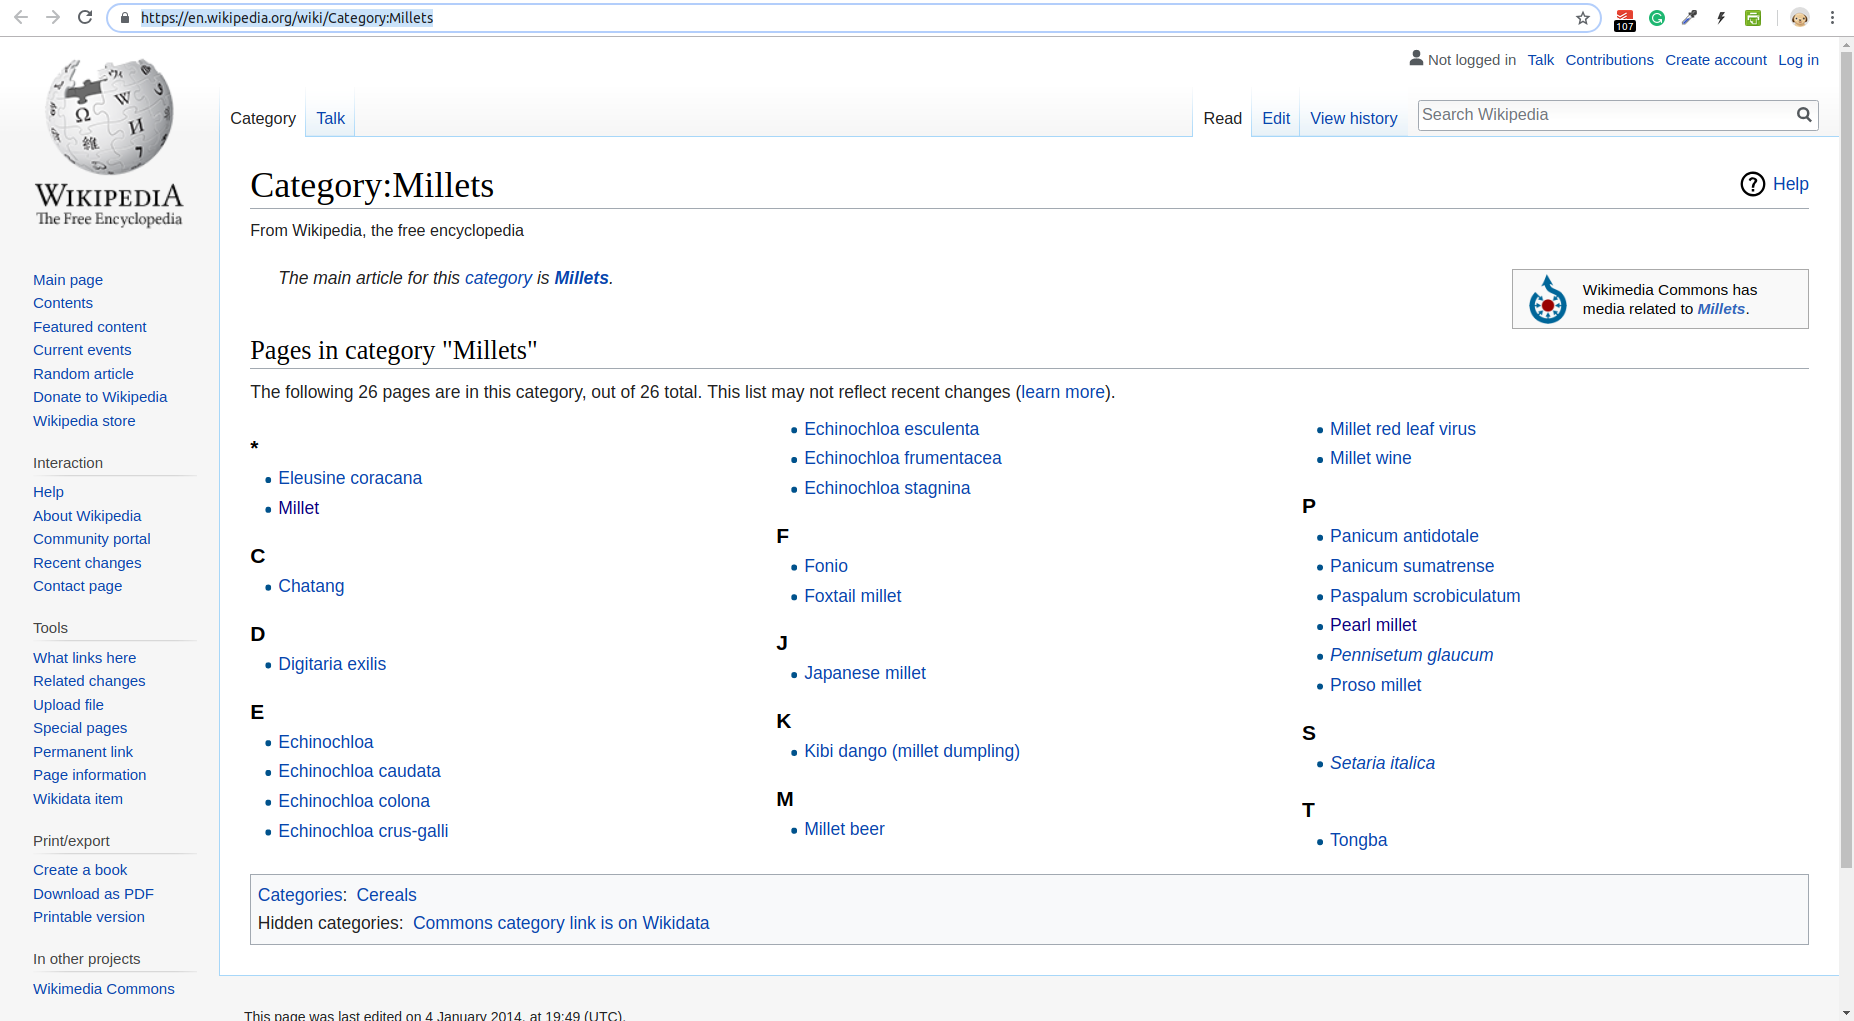 https://en.wikipedia.org/wiki/Category:Millets
107
Not logged in Talk Contributions Create account Log in
Category Talk Read Edit View history Search Wikipedia
WIKIPEDIA
The Free Encyclopedia
Main page
Contents
Featured content
Current events
Random article
Donate to Wikipedia
Wikipedia store
Interaction
Help
About Wikipedia
Community portal
Recent changes
Contact page
Tools
What links here
Related changes
Upload file
Special pages
Permanent link
Page information
Wikidata item
Print/export
Create a book
Download as PDF
Printable version
In other projects
Wikimedia Commons
Category:Millets
Help
From Wikipedia, the free encyclopedia
The main article for this category is Millets.
Wikimedia Commons has
media related to Millets.
Pages in category "Millets"
The following 26 pages are in this category, out of 26 total. This list may not reflect recent changes (learn more).
*
Eleusine coracana
Millet
C
Chatang
D
Digitaria exilis
E
Echinochloa
Echinochloa caudata
Echinochloa colona
Echinochloa crus-galli
Echinochloa esculenta
Echinochloa frumentacea
Echinochloa stagnina
F
Fonio
Foxtail millet
J
Japanese millet
K
Kibi dango (millet dumpling)
M
Millet beer
Millet red leaf virus
Millet wine
P
Panicum antidotale
Panicum sumatrense
Paspalum scrobiculatum
Pearl millet
Pennisetum glaucum
Proso millet
S
Setaria italica
T
Tongba
Categories: Cereals
Hidden categories: Commons category link is on Wikidata
This page was last edited on 4 January 2014, at 19:49 (UTC).